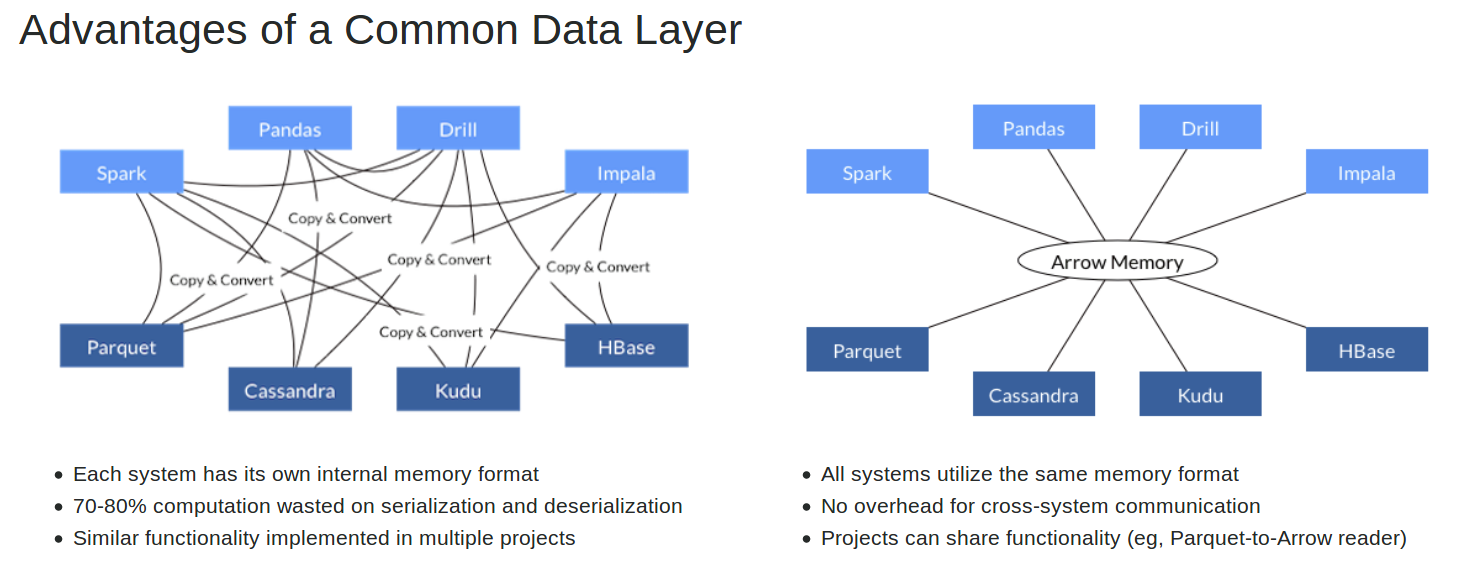 Advantages of a Common Data Layer
Pandas
Drill
Spark
Impala
Copy & Convert
Copy & Convert
Copy & Convert
Copy & Convert
Copy & Convert
Parquet
HBase
Cassandra
Kudu
Each system has its own internal memory format
70-80% computation wasted on serialization and deserialization
Similar functionality implemented in multiple projects
Pandas
Drill
Spark
Impala
Arrow Memory
Parquet
HBase
Cassandra
Kudu
All systems utilize the same memory format
No overhead for cross-system communication
Projects can share functionality (eg, Parquet-to-Arrow reader)